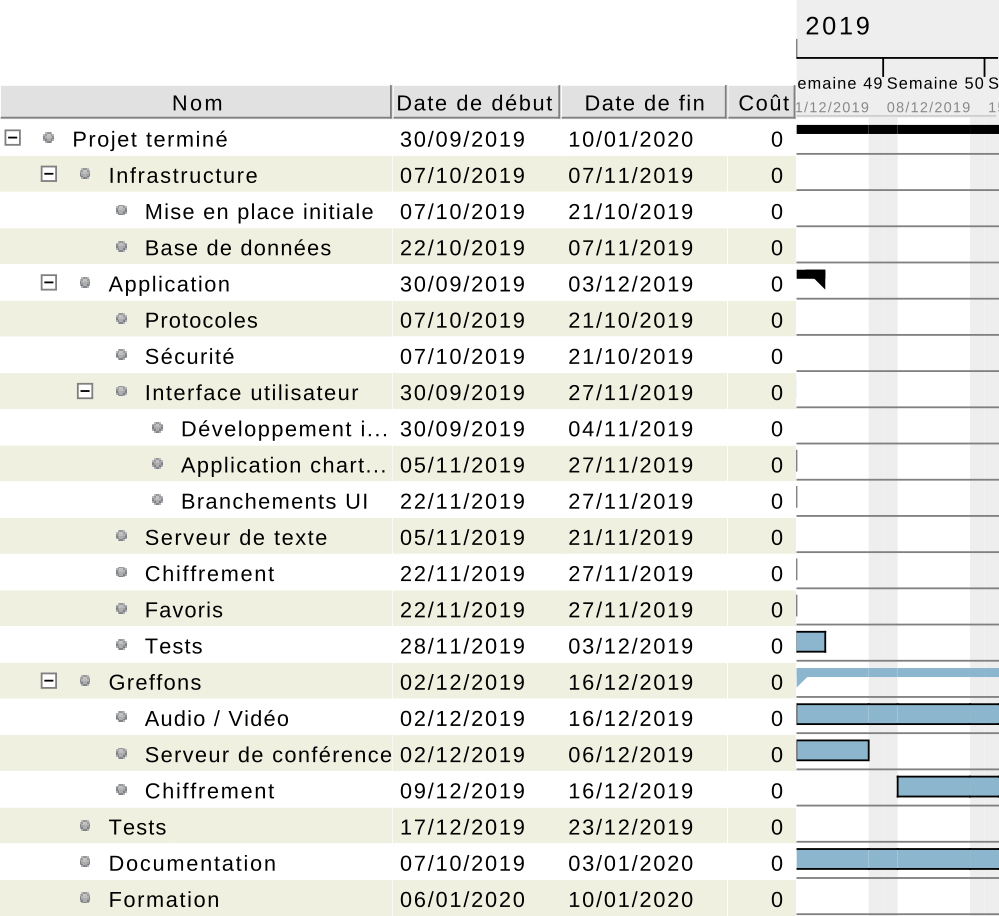 2019
emaine 49 Semaine 50 S
Nom Date de début Date de fin Coût 1/12/2019 08/12/2019 15
Projet terminé 30/09/2019 10/01/2020 0
Infrastructure 07/10/2019 07/11/2019 0
Mise en place initiale 07/10/2019 21/10/2019 0
Base de données 22/10/2019 07/11/2019 0
Application 30/09/2019 03/12/2019 0
Protocoles 07/10/2019 21/10/2019 0
Sécurité 07/10/2019 21/10/2019 0
Interface utilisateur 30/09/2019 27/11/2019 0
Développement i... 30/09/2019 04/11/2019 0
Application chart... 05/11/2019 27/11/2019 0
Branchements UI 22/11/2019 27/11/2019 0
Serveur de texte 05/11/2019 21/11/2019 0
Chiffrement 22/11/2019 27/11/2019 0
Favoris 22/11/2019 27/11/2019 0
Tests 28/11/2019 03/12/2019 0
Greffons 02/12/2019 16/12/2019 0
Audio / Vidéo 02/12/2019 16/12/2019 0
Serveur de conférence 02/12/2019 06/12/2019 0
Chiffrement 09/12/2019 16/12/2019 0
Tests 17/12/2019 23/12/2019 0
Documentation 07/10/2019 03/01/2020 0
Formation 06/01/2020 10/01/2020 0